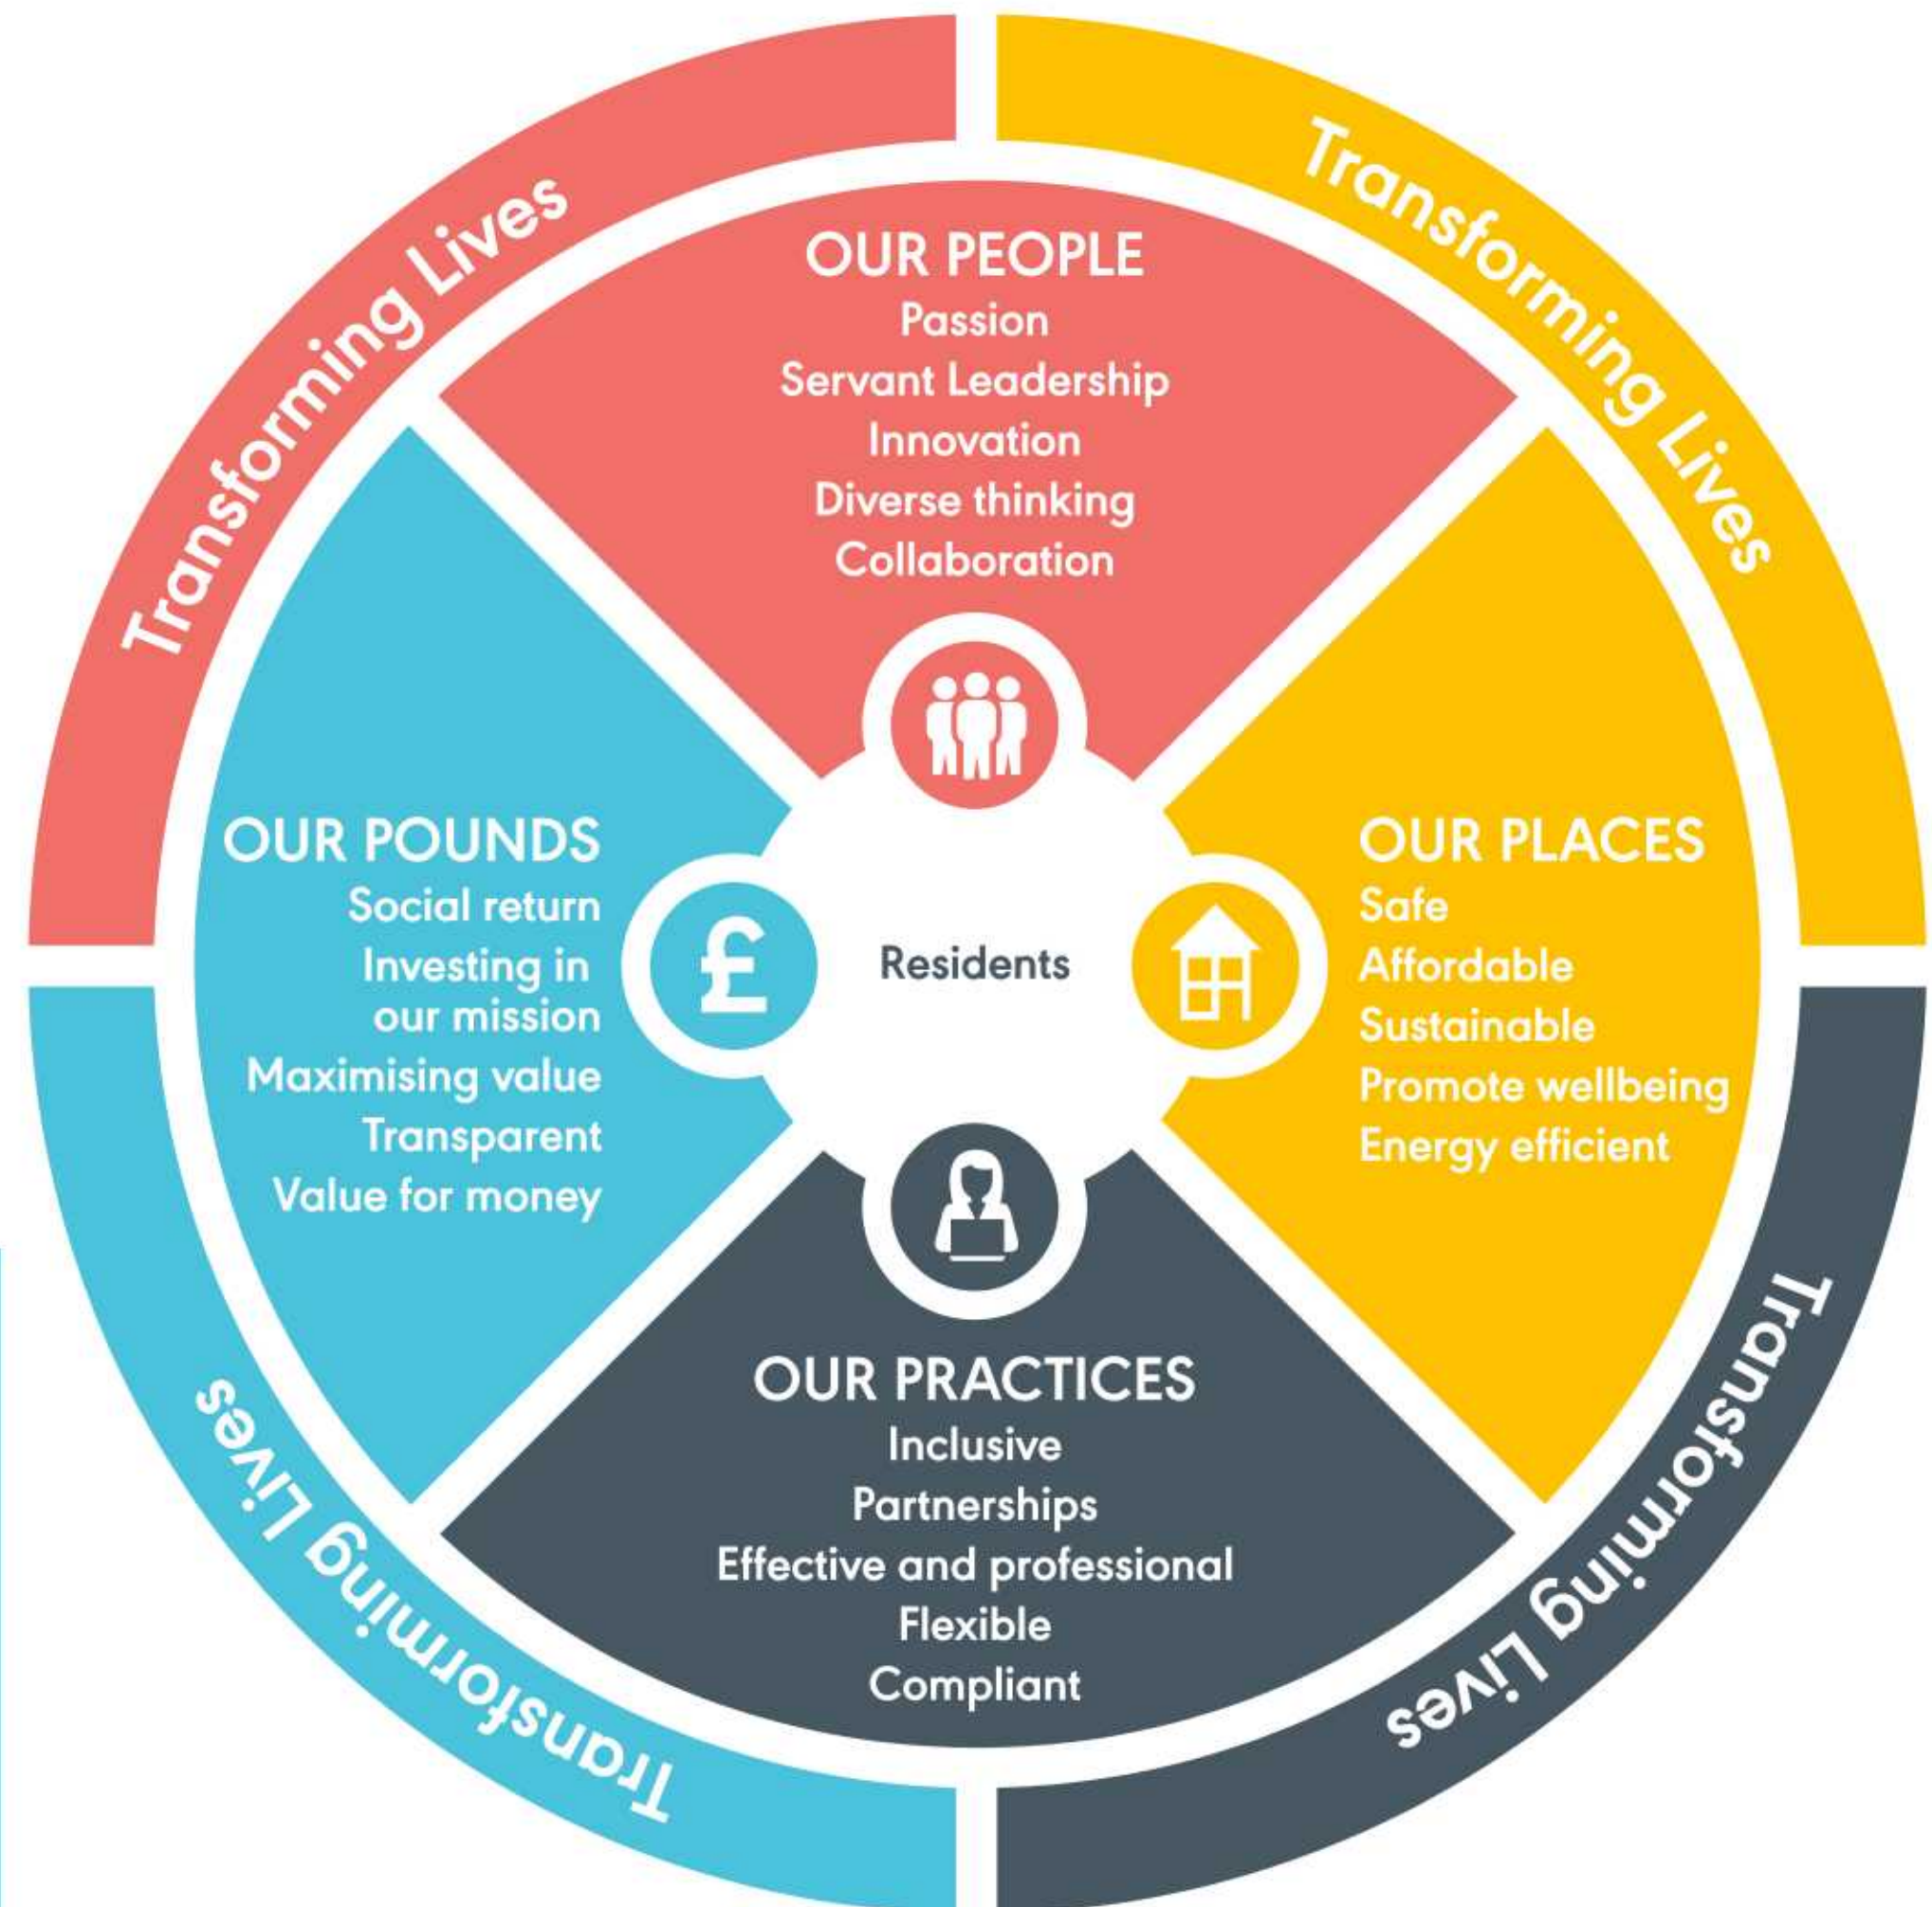 Transforming Lives
Transforming Lives
OUR PEOPLE
Passion
Servant Leadership
Innovation
Diverse thinking
Collaboration
OUR POUNDS
Social return
Investing in
our mission
Maximising value
Transparent
Value for money
£
Residents
OUR PLACES
Safe
Affordable
Sustainable
Promote wellbeing
Energy efficient
OUR PRACTICES
Inclusive
Partnerships
Effective and professional
Flexible
Compliant
Transforming Lives
Transforming Lives